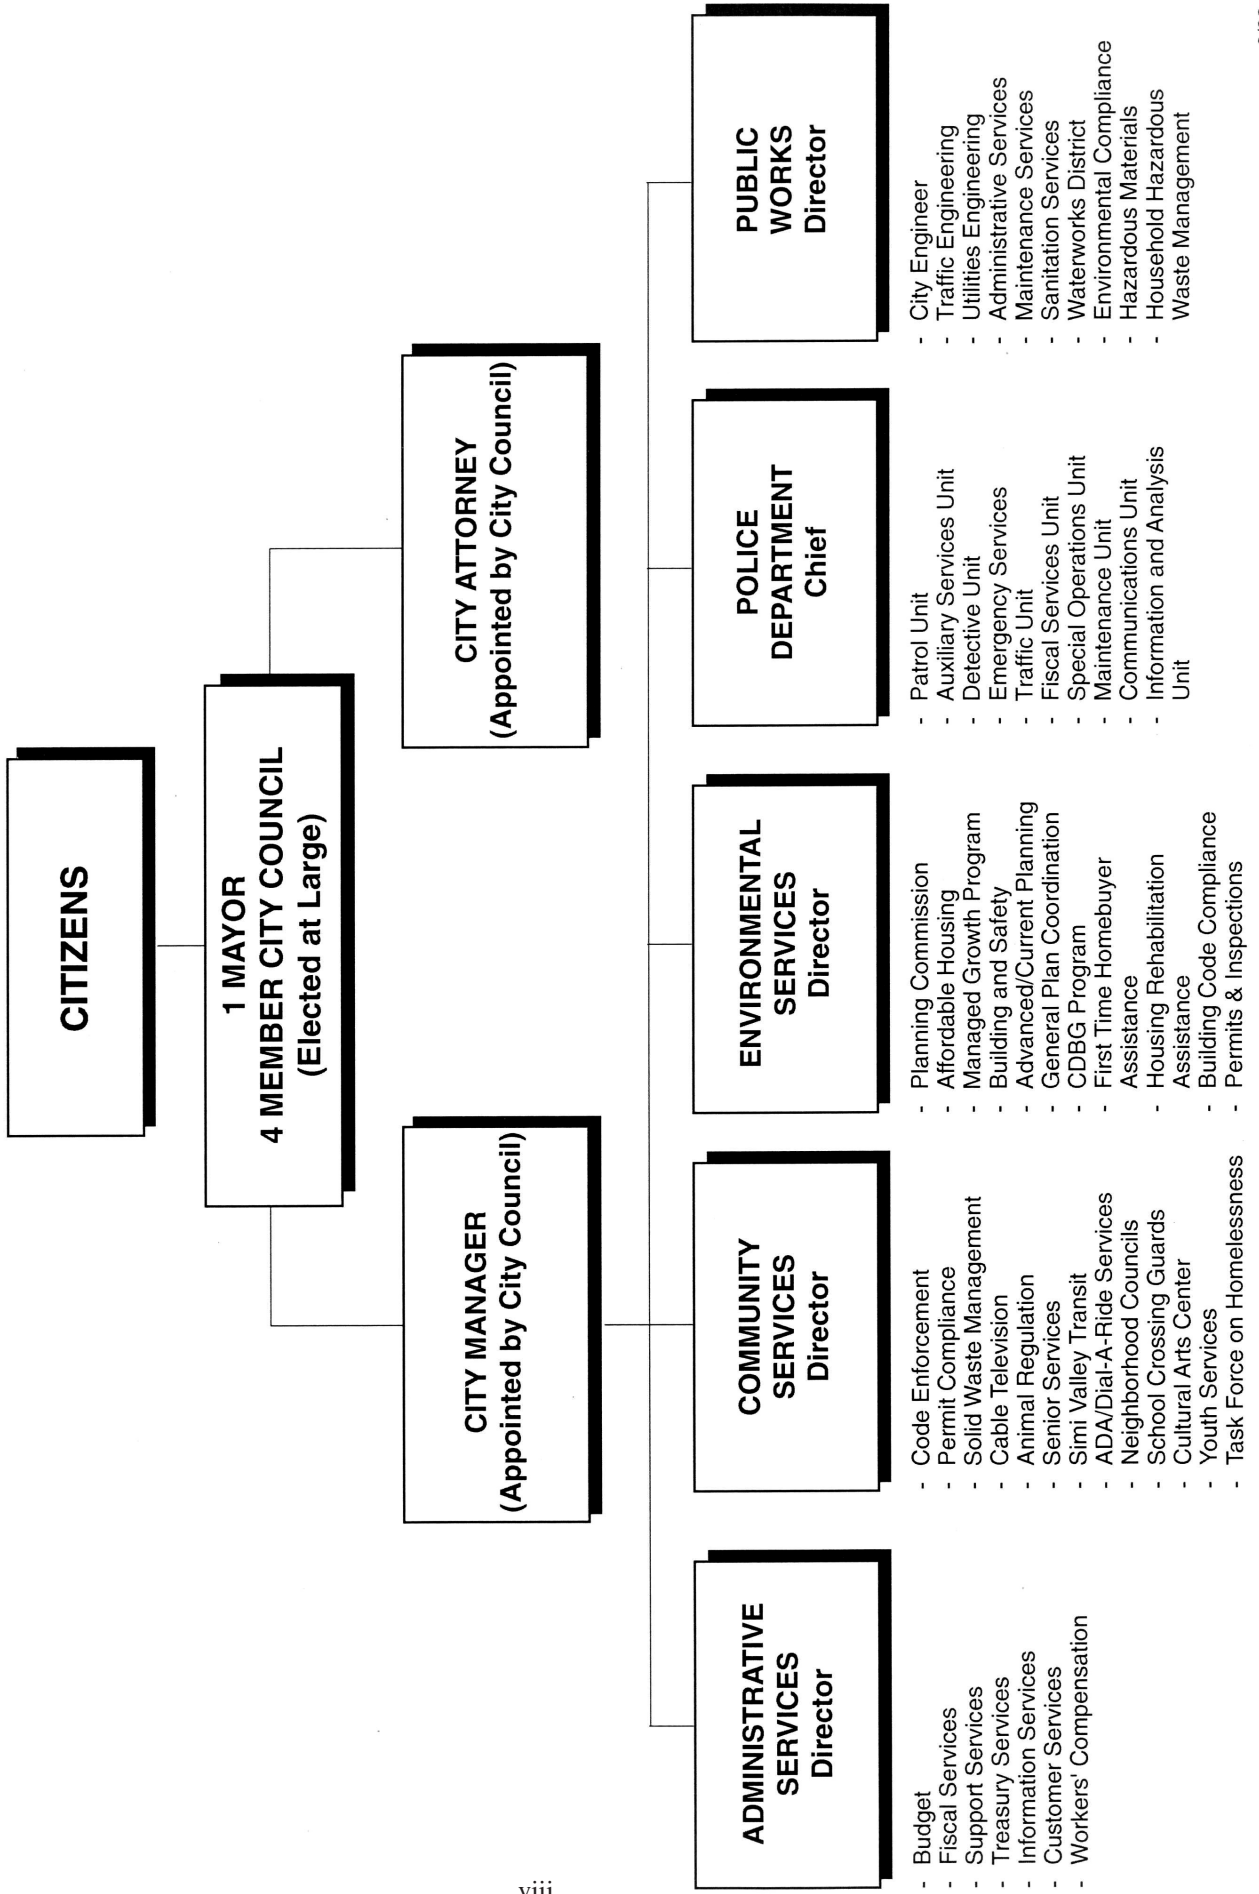 CITIZENS
1 MAYOR
4 MEMBER CITY COUNCIL
(Elected at Large)
CITY MANAGER
(Appointed by City Council)
CITY ATTORNEY
(Appointed by City Council)
ADMINISTRATIVE
SERVICES
Director
- Budget
- Fiscal Services
- Support Services
- Treasury Services
- Information Services
- Customer Services
- Workers' Compensation
COMMUNITY
SERVICES
Director
- Code Enforcement
- Permit Compliance
- Solid Waste Management
- Cable Television
- Animal Regulation
- Senior Services
- Simi Valley Transit
- ADA/Dial-A-Ride Services
- Neighborhood Councils
- School Crossing Guards
- Cultural Arts Center
- Youth Services
- Task Force on Homelessness
ENVIRONMENTAL
SERVICES
Director
- Planning Commission
- Affordable Housing
- Managed Growth Program
- Building and Safety
- Advanced/Current Planning
- General Plan Coordination
- CDBG Program
- First Time Homebuyer
Assistance
- Housing Rehabilitation
Assistance
- Building Code Compliance
- Permits & Inspections
POLICE
DEPARTMENT
Chief
- Patrol Unit
- Auxiliary Services Unit
- Detective Unit
- Emergency Services
- Traffic Unit
- Fiscal Services Unit
- Special Operations Unit
- Maintenance Unit
- Communications Unit
- Information and Analysis
Unit
PUBLIC
WORKS
Director
- City Engineer
- Traffic Engineering
- Utilities Engineering
- Administrative Services
- Maintenance Services
- Sanitation Services
- Waterworks District
- Environmental Compliance
- Hazardous Materials
- Household Hazardous
Waste Management
viii